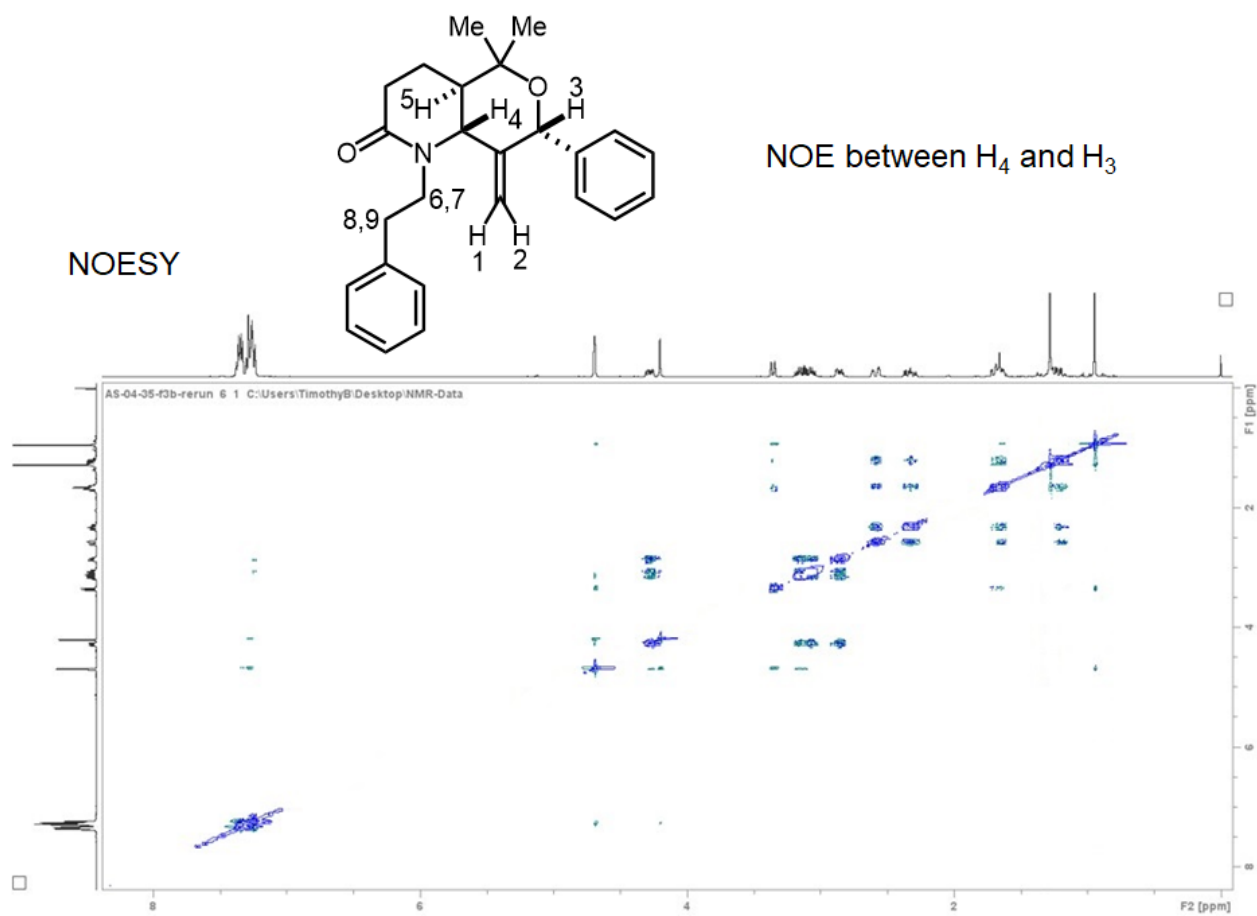 Me Me
O 3
5 H H 4 H
O N
NOE between H4 and H3
8,9 6,7
H H
1 2
NOESY
AS-04-35-f3b-rerun 6 1 C:\Users\TimothyB\Desktop\NMR-Data
F1 [ppm]
2
4
6
8
8 6 4 2 F2 [ppm]